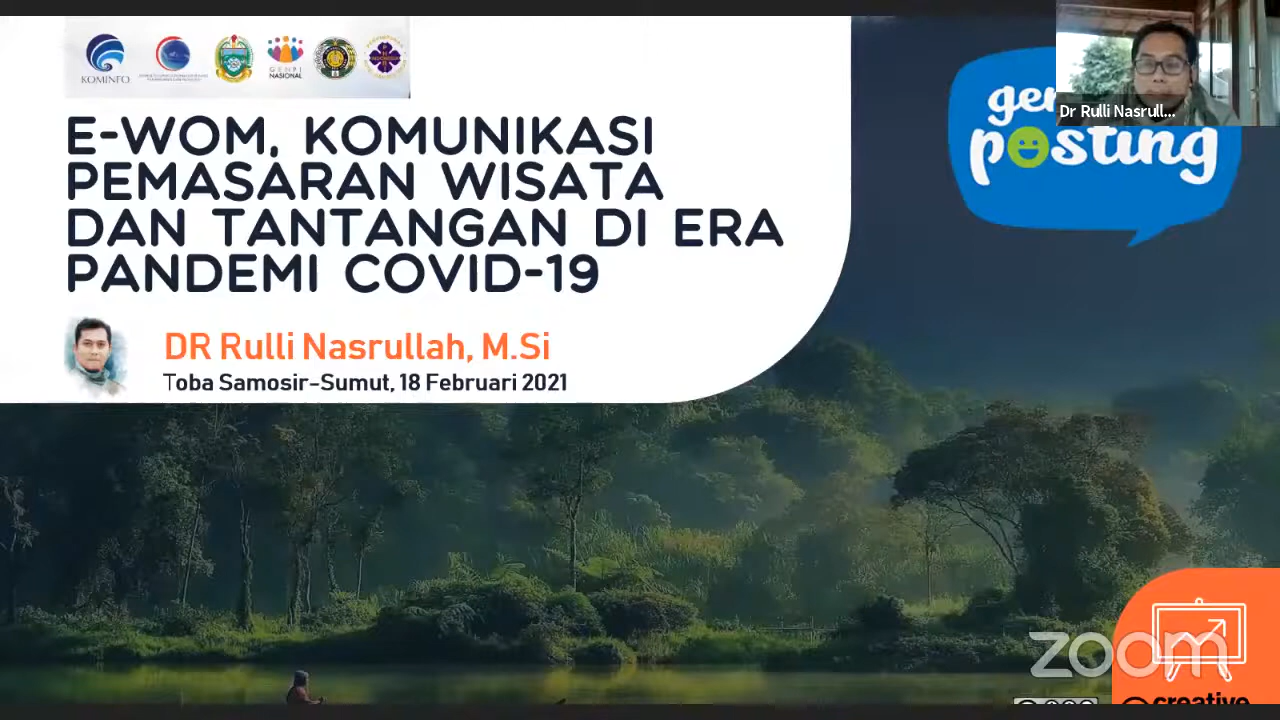 KOMINFO
GENPI
NASIONAL
E-WOM, KOMUNIKASI
PEMASARAN WISATA
DAN TANTANGAN DI ERA
PANDEMI COVID-19
DR Rulli Nasrullah, M.Si
Toba Samosir-Sumut, 18 Februari 2021
Dr Rulli Nasrull...
posting
zoom
creative